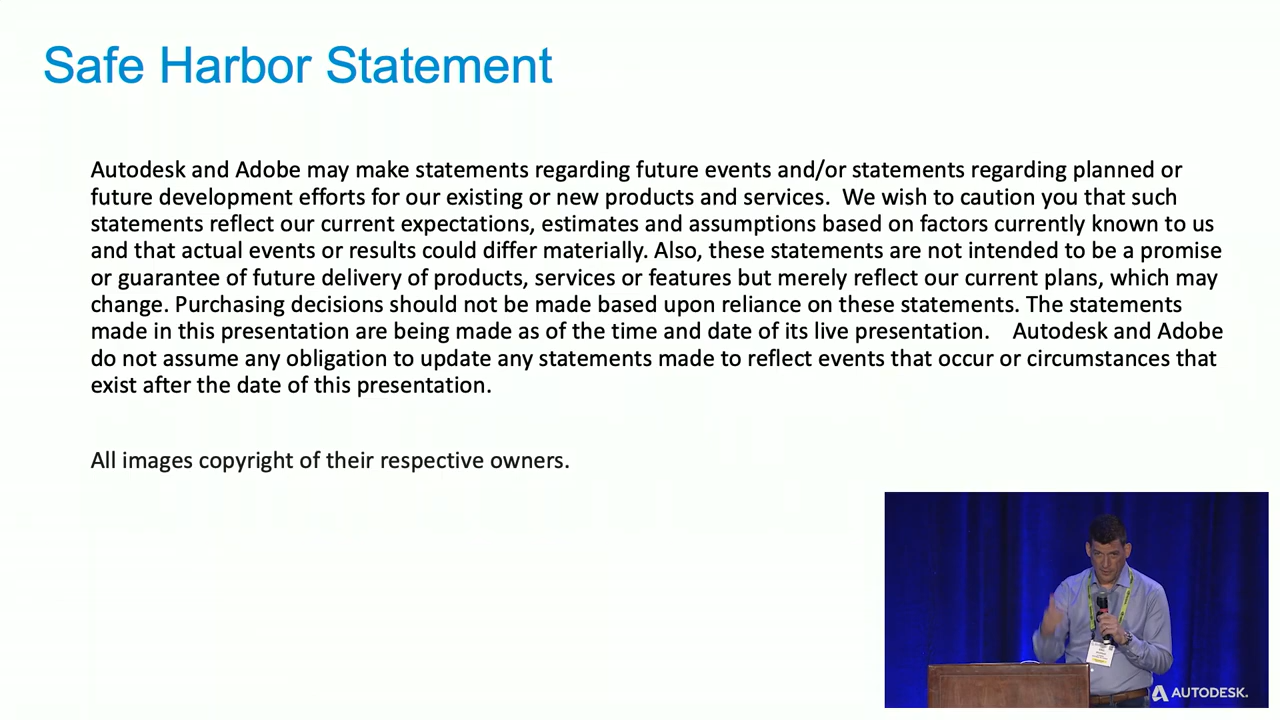 Safe Harbor Statement
Autodesk and Adobe may make statements regarding future events and/or statements regarding planned or
future development efforts for our existing or new products and services.  We wish to caution you that such
statements reflect our current expectations, estimates and assumptions based on factors currently known to us
and that actual events or results could differ materially. Also, these statements are not intended to be a promise
or guarantee of future delivery of products, services or features but merely reflect our current plans, which may
change. Purchasing decisions should not be made based upon reliance on these statements. The statements
made in this presentation are being made as of the time and date of its live presentation.    Autodesk and Adobe
do not assume any obligation to update any statements made to reflect events that occur or circumstances that
exist after the date of this presentation.
All images copyright of their respective owners.
AUTODESK.